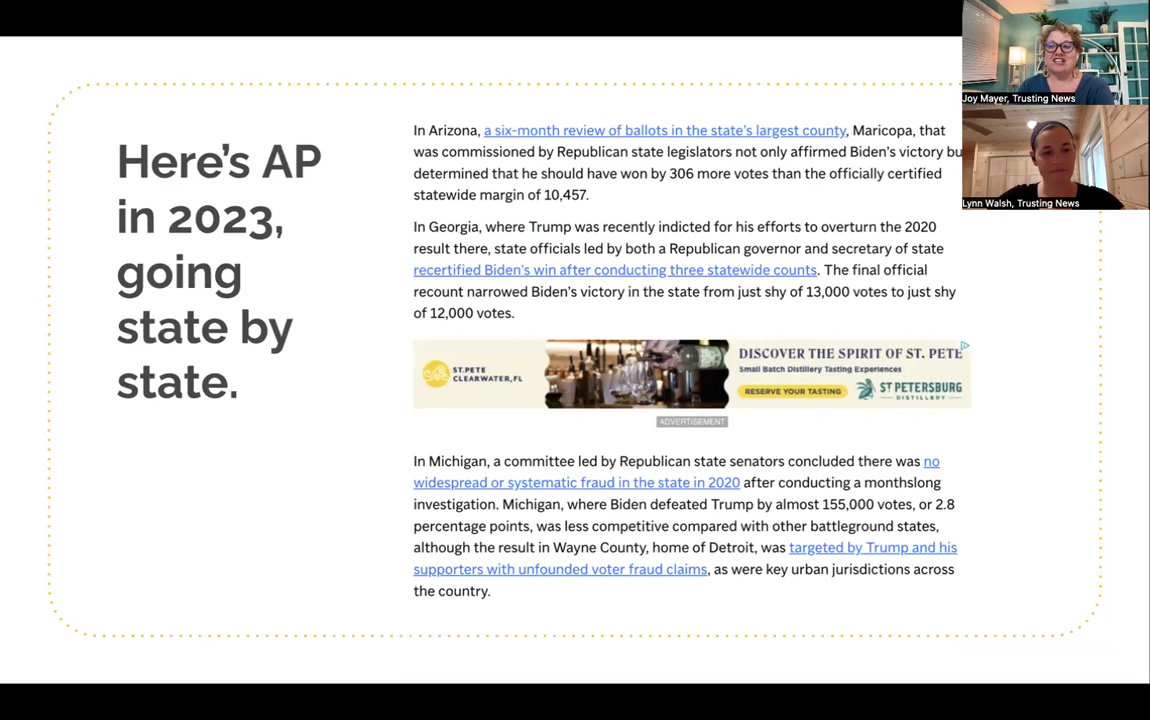 Here's AP
in 2023,
going
state by
state.
In Arizona, a six-month review of ballots in the state's largest county, Maricopa, that
was commissioned by Republican state legislators not only affirmed Biden's victory bu
determined that he should have won by 306 more votes than the officially certified
statewide margin of 10,457.
In Georgia, where Trump was recently indicted for his efforts to overturn the 2020
result there, state officials led by both a Republican governor and secretary of state
recertified Biden's win after conducting three statewide counts. The final official
recount narrowed Biden's victory in the state from just shy of 13,000 votes to just shy
of 12,000 votes.
ST.PETE
CLEARWATER,FL
DISCOVER THE SPIRIT OF ST. PETE
Small Batch Distillery Tasting Experiences
RESERVE YOUR TASTING
ST PETERSBURG
DISTILLERY
ADVERTISEMENT
In Michigan, a committee led by Republican state senators concluded there was no
widespread or systematic fraud in the state in 2020 after conducting a monthslong
investigation. Michigan, where Biden defeated Trump by almost 155,000 votes, or 2.8
percentage points, was less competitive compared with other battleground states,
although the result in Wayne County, home of Detroit, was targeted by Trump and his
supporters with unfounded voter fraud claims, as were key urban jurisdictions across
the country.
Joy Mayer, Trusting News
Lynn Walsh, Trusting News